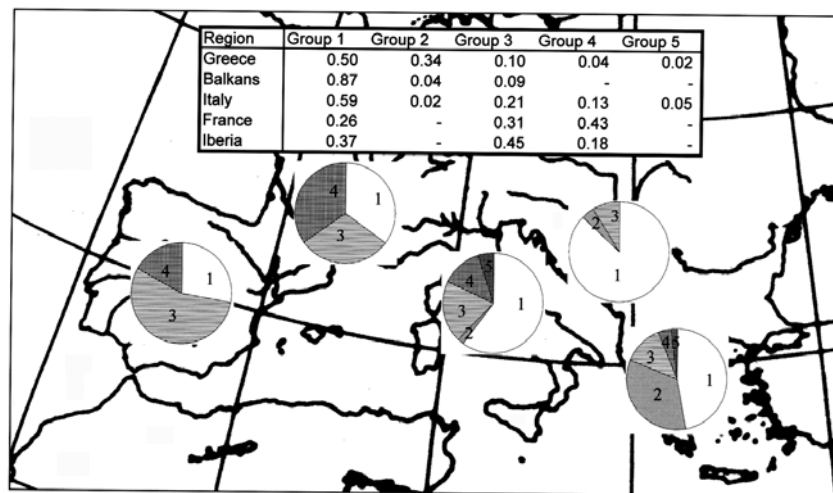 Region Group 1 Group 2 Group 3 Group 4 Group 5
Greece 0.50 0.34 0.10 0.04 0.02
Balkans 0.87 0.04 0.09 - -
Italy 0.59 0.02 0.21 0.13 0.05
France 0.26 - 0.31 0.43 -
Iberia 0.37 - 0.45 0.18 -
4 1
3
4 1
3
5
4 1
3
2
2 3
1
4 5
3 1
2